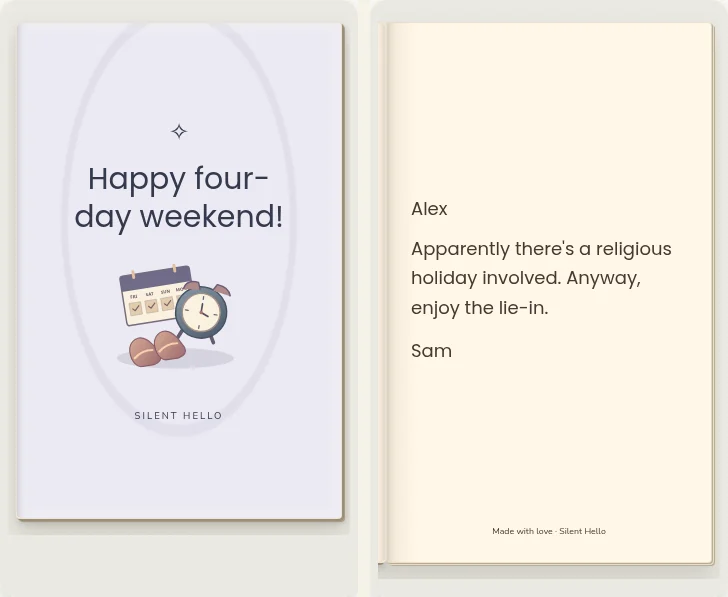 Happy four-
day weekend!
FRI SAT SUN
SILENT HELLO
Alex
Apparently there's a religious
holiday involved. Anyway,
enjoy the lie-in.
Sam
Made with love · Silent Hello